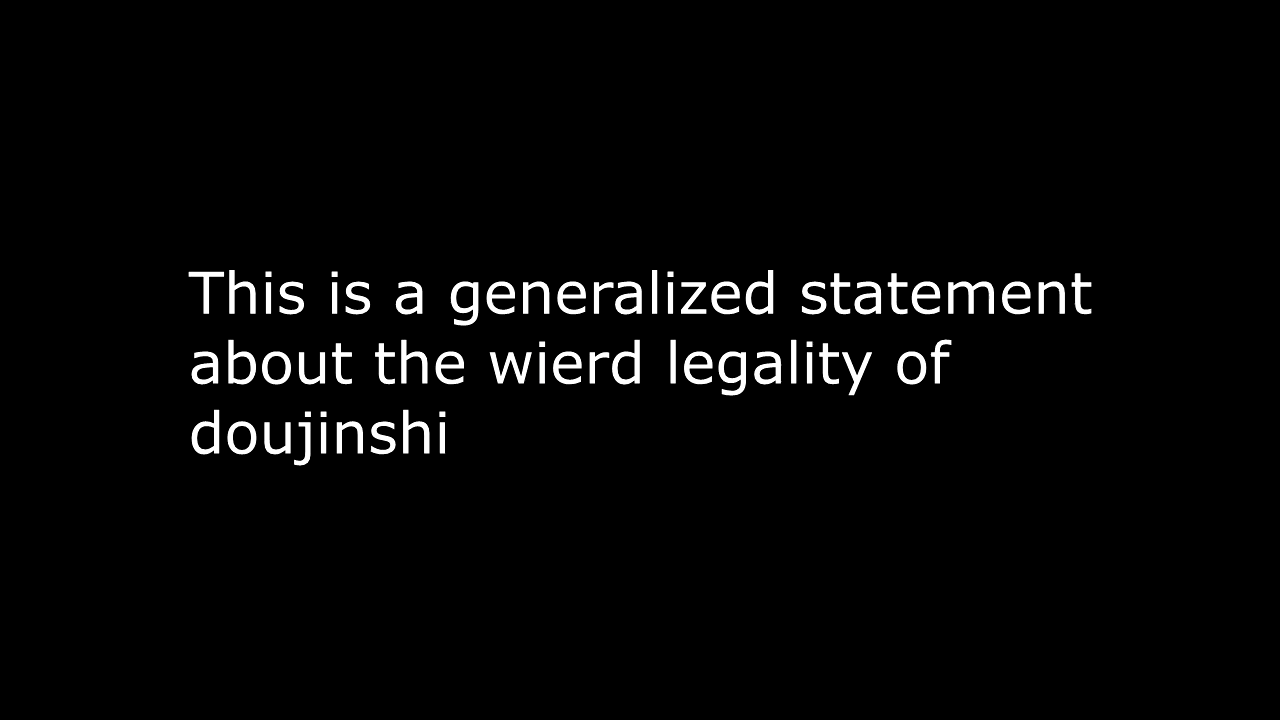 This is a generalized statement
about the wierd legality of
doujinshi